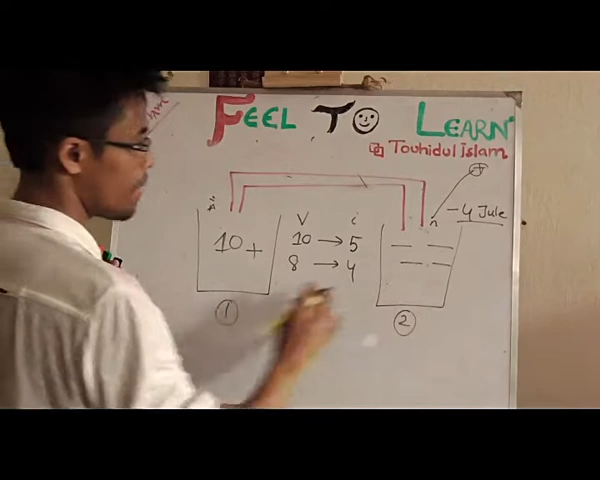 FEEL TO LEARN
Touhidul Islam
V i
10 → 5
8 → 4
10 +
- 4 Jule
+
1
2